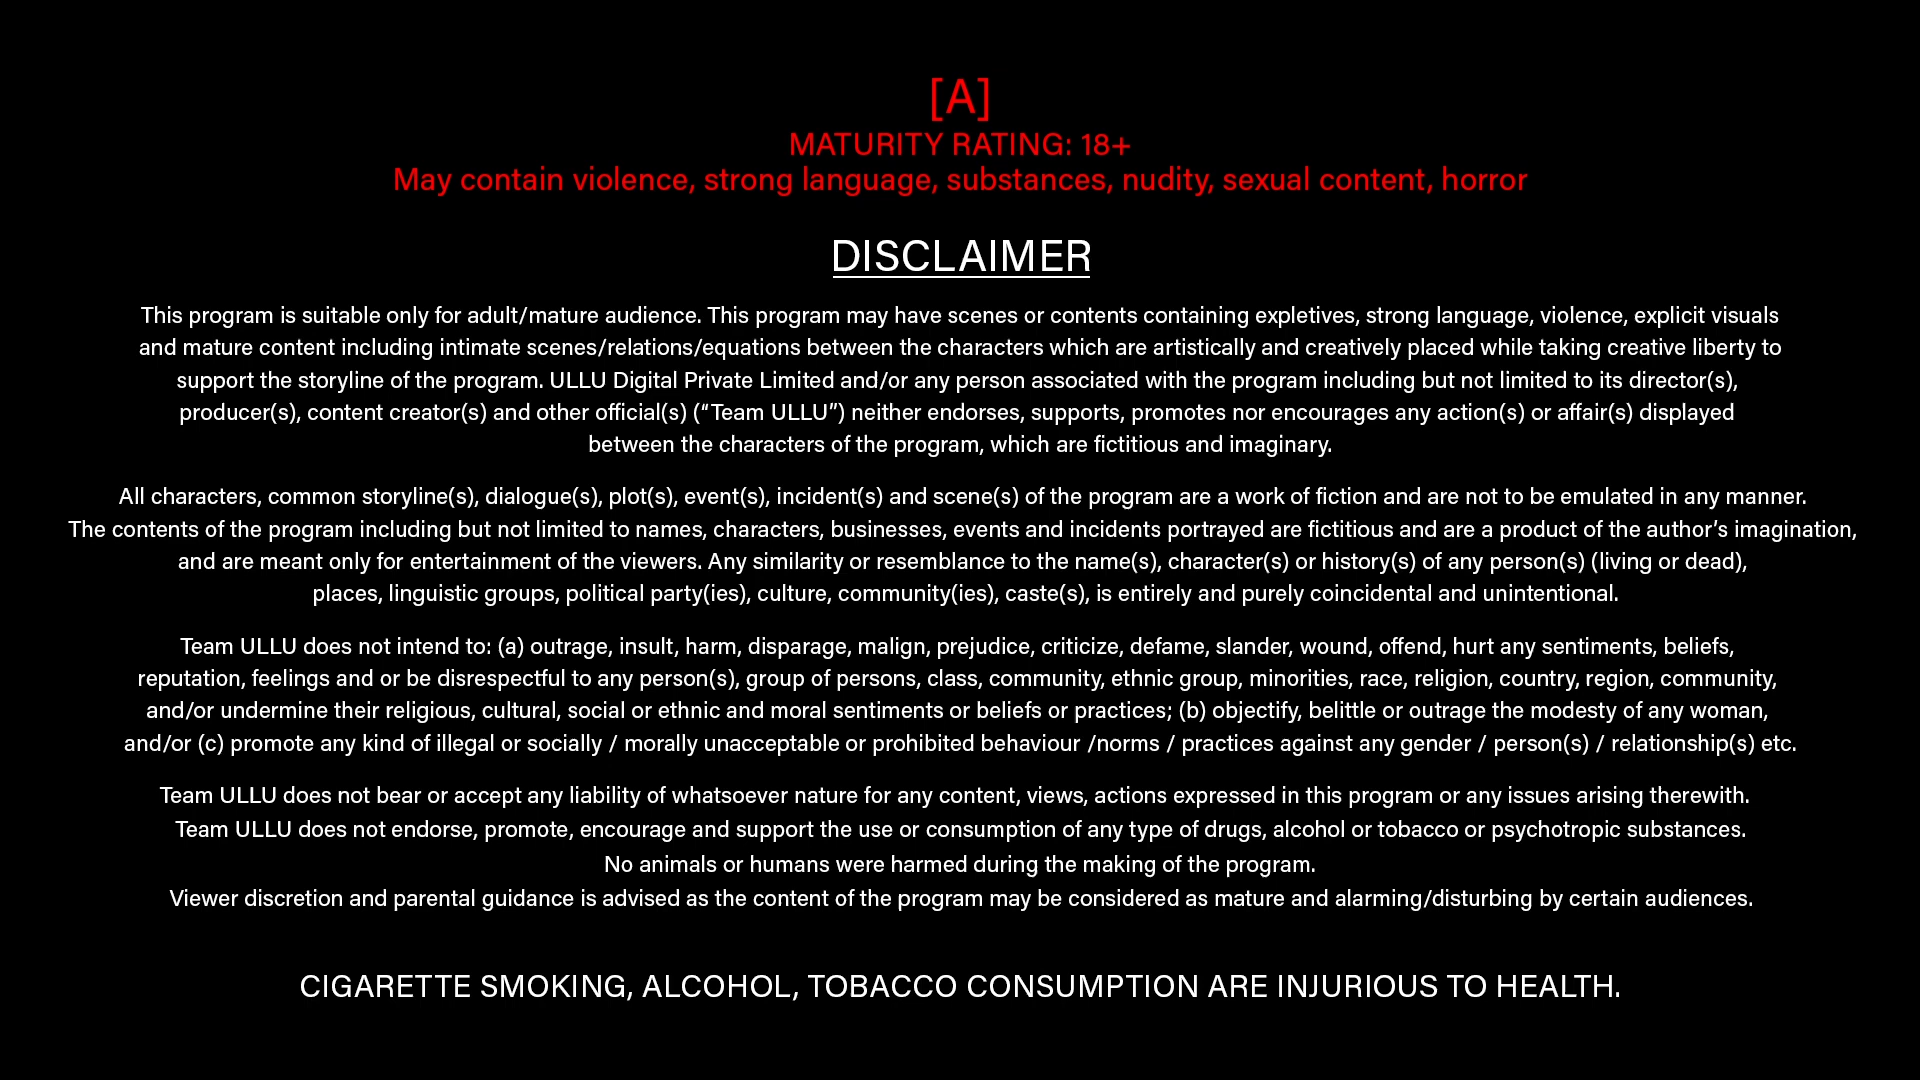 [A]
MATURITY RATING: 18+
May contain violence, strong language, substances, nudity, sexual content, horror
DISCLAIMER
This program is suitable only for adult/mature audience. This program may have scenes or contents containing expletives, strong language, violence, explicit visuals
and mature content including intimate scenes/relations/equations between the characters which are artistically and creatively placed while taking creative liberty to
support the storyline of the program. ULLU Digital Private Limited and/or any person associated with the program including but not limited to its director(s),
producer(s), content creator(s) and other official(s) (“Team ULLU”) neither endorses, supports, promotes nor encourages any action(s) or affair(s) displayed
between the characters of the program, which are fictitious and imaginary.
All characters, common storyline(s), dialogue(s), plot(s), event(s), incident(s) and scene(s) of the program are a work of fiction and are not to be emulated in any manner.
The contents of the program including but not limited to names, characters, businesses, events and incidents portrayed are fictitious and are a product of the author’s imagination,
and are meant only for entertainment of the viewers. Any similarity or resemblance to the name(s), character(s) or history(s) of any person(s) (living or dead),
places, linguistic groups, political party(ies), culture, community(ies), caste(s), is entirely and purely coincidental and unintentional.
Team ULLU does not intend to: (a) outrage, insult, harm, disparage, malign, prejudice, criticize, defame, slander, wound, offend, hurt any sentiments, beliefs,
reputation, feelings and or be disrespectful to any person(s), group of persons, class, community, ethnic group, minorities, race, religion, country, region, community,
and/or undermine their religious, cultural, social or ethnic and moral sentiments or beliefs or practices; (b) objectify, belittle or outrage the modesty of any woman,
and/or (c) promote any kind of illegal or socially / morally unacceptable or prohibited behaviour /norms / practices against any gender / person(s) / relationship(s) etc.
Team ULLU does not bear or accept any liability of whatsoever nature for any content, views, actions expressed in this program or any issues arising therewith.
Team ULLU does not endorse, promote, encourage and support the use or consumption of any type of drugs, alcohol or tobacco or psychotropic substances.
No animals or humans were harmed during the making of the program.
Viewer discretion and parental guidance is advised as the content of the program may be considered as mature and alarming/disturbing by certain audiences.
CIGARETTE SMOKING, ALCOHOL, TOBACCO CONSUMPTION ARE INJURIOUS TO HEALTH.